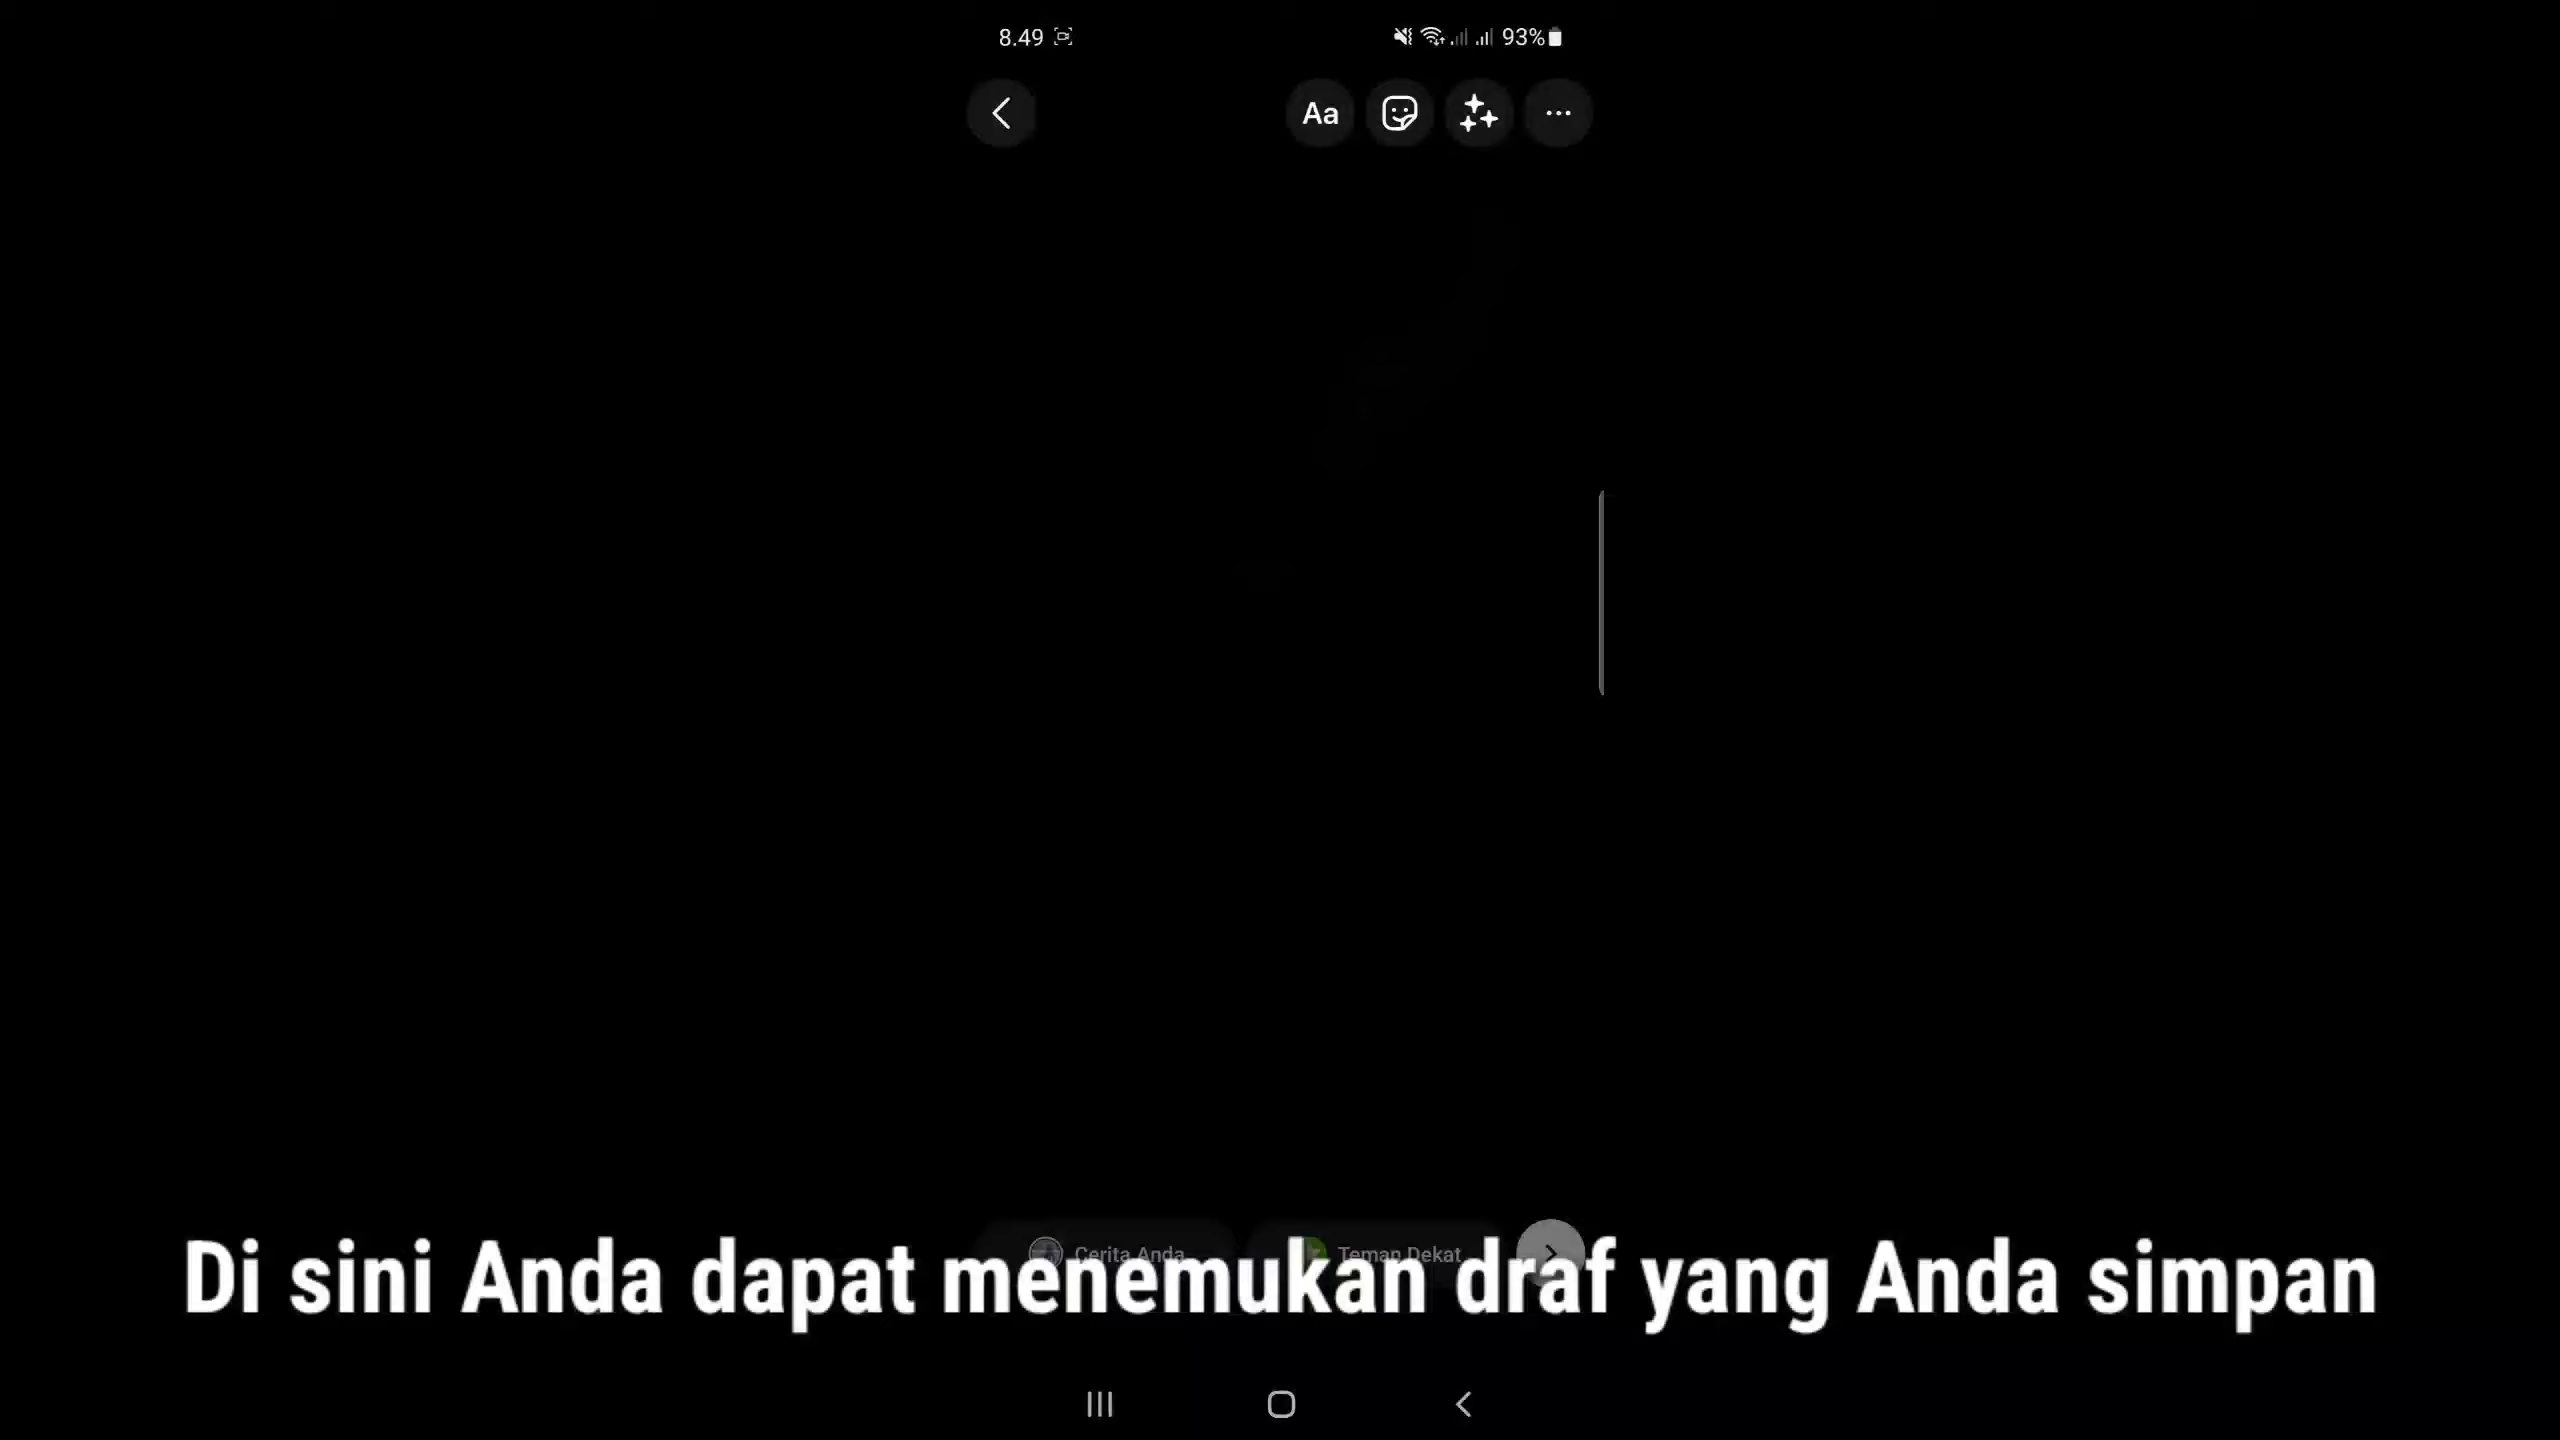 8.49
93%
Aa
Cerita Anda
Teman Dekat
Di sini Anda dapat menemukan draf yang Anda simpan